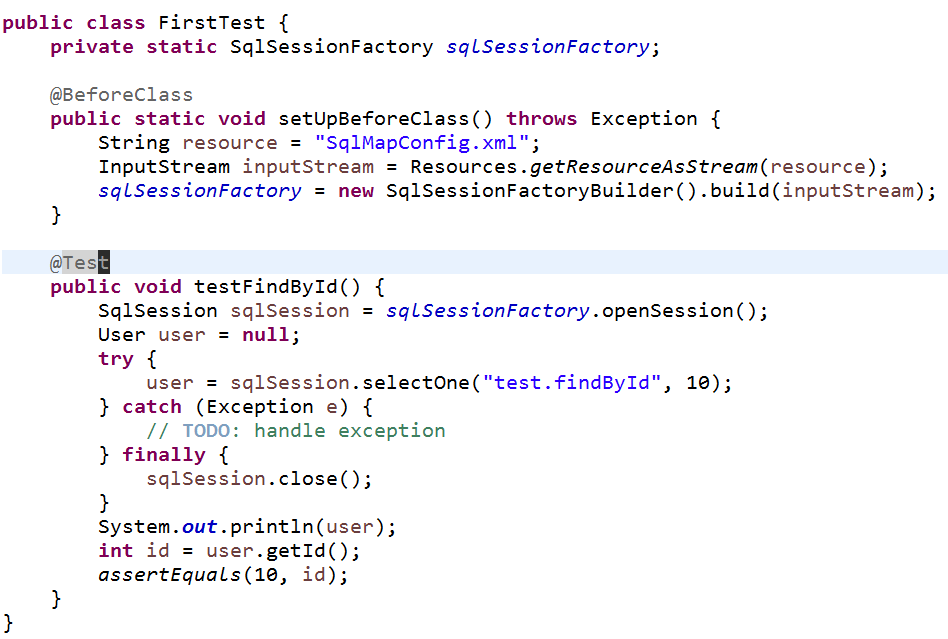 public class FirstTest {
    private static SqlSessionFactory sqlSessionFactory;

    @BeforeClass
    public static void setUpBeforeClass() throws Exception {
        String resource = "SqlMapConfig.xml";
        InputStream inputStream = Resources.getResourceAsStream(resource);
        sqlSessionFactory = new SqlSessionFactoryBuilder().build(inputStream);
    }

    @Test
    public void testFindById() {
        SqlSession sqlSession = sqlSessionFactory.openSession();
        User user = null;
        try {
            user = sqlSession.selectOne("test.findById", 10);
        } catch (Exception e) {
            // TODO: handle exception
        } finally {
            sqlSession.close();
        }
        System.out.println(user);
        int id = user.getId();
        assertEquals(10, id);
    }
}